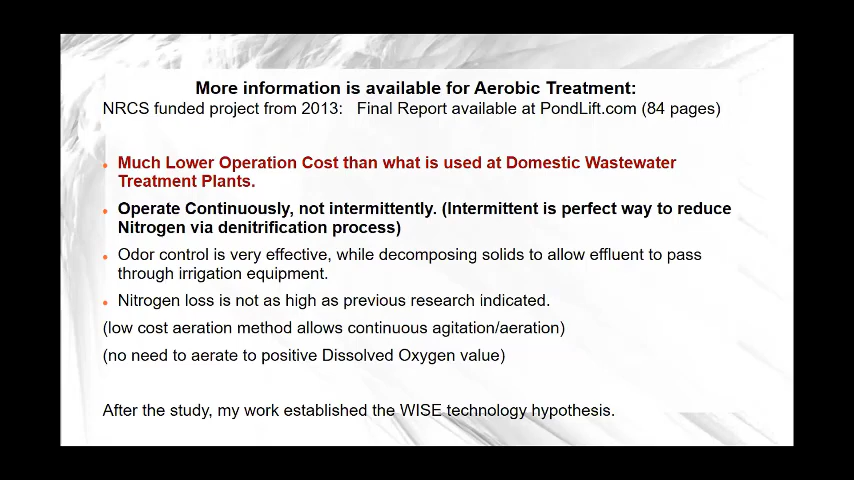 More information is available for Aerobic Treatment:
NRCS funded project from 2013: Final Report available at PondLift.com (84 pages)
• Much Lower Operation Cost than what is used at Domestic Wastewater
Treatment Plants.
• Operate Continuously, not intermittently. (Intermittent is perfect way to reduce
Nitrogen via denitrification process)
• Odor control is very effective, while decomposing solids to allow effluent to pass
through irrigation equipment.
• Nitrogen loss is not as high as previous research indicated.
(low cost aeration method allows continuous agitation/aeration)
(no need to aerate to positive Dissolved Oxygen value)
After the study, my work established the WISE technology hypothesis.